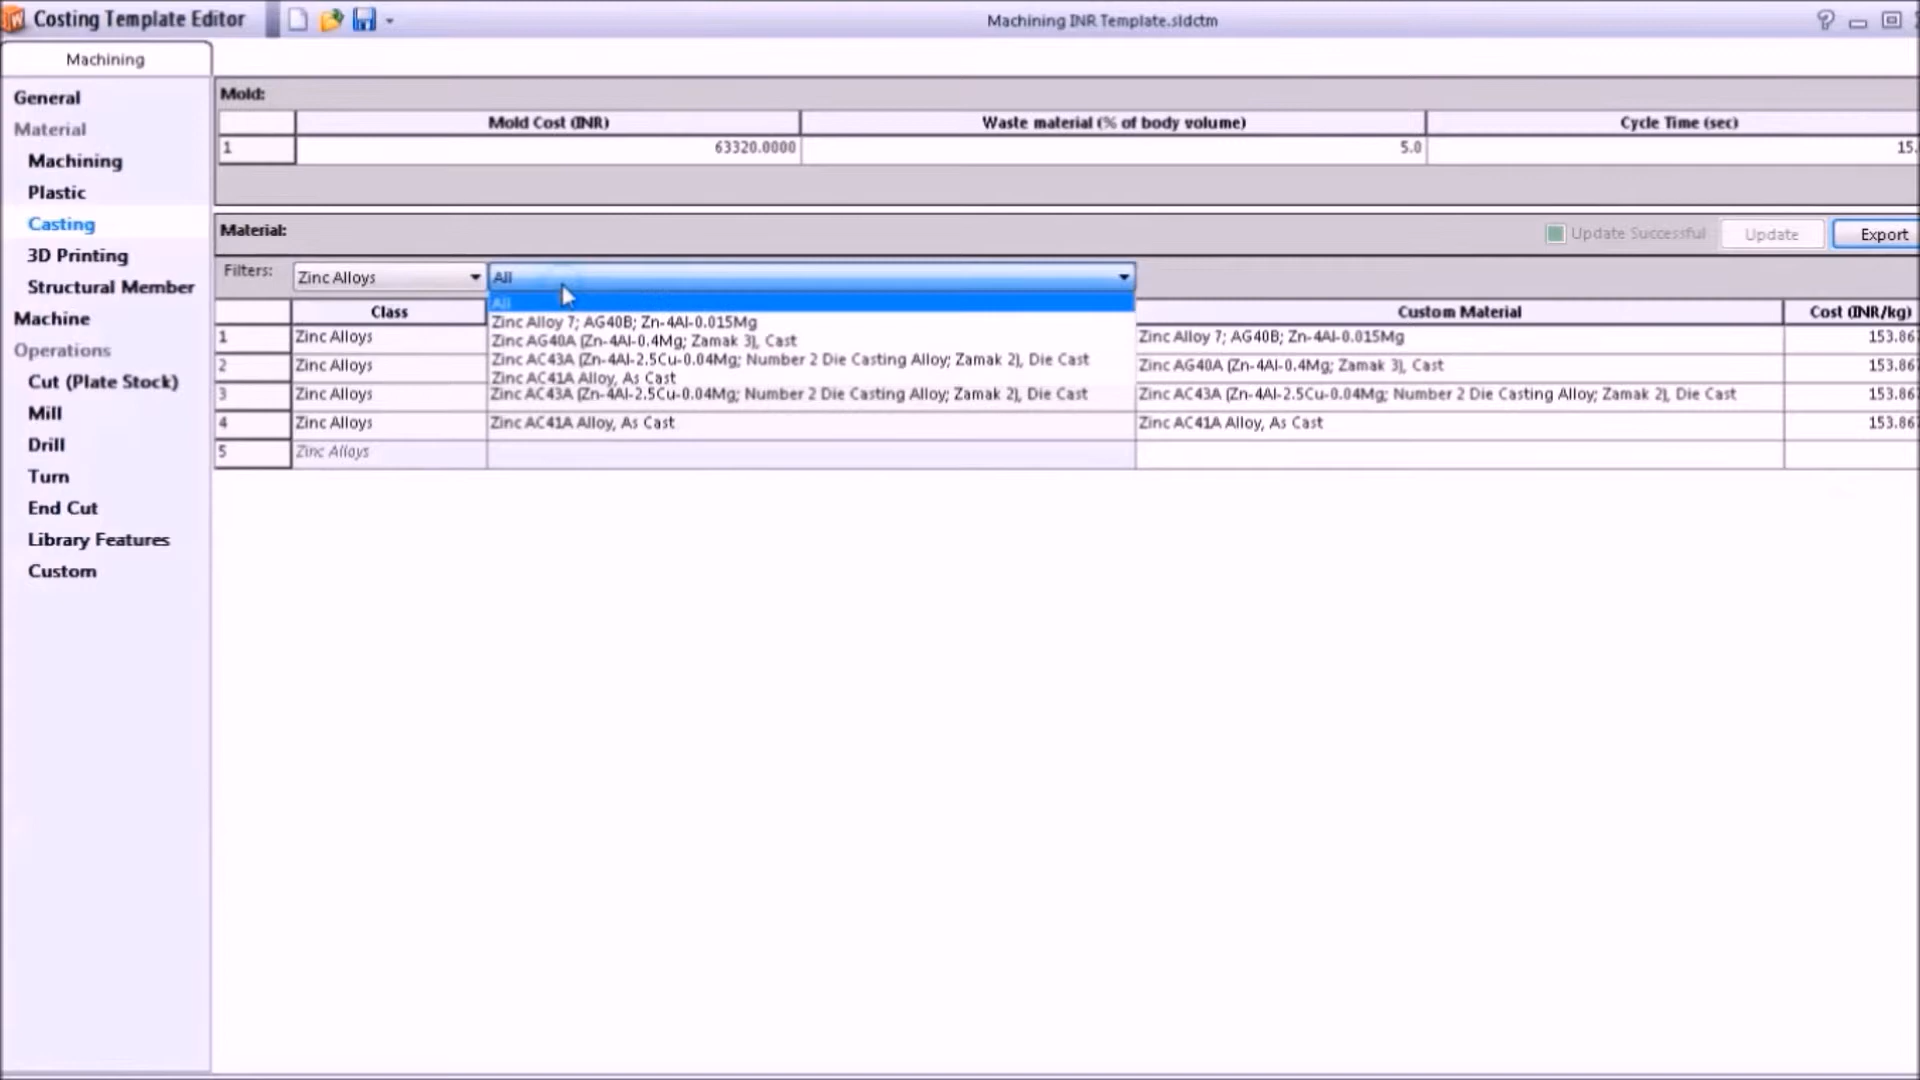 Costing Template Editor
Machining INR Template.sldctm
Machining
General
Material
Machining
Plastic
Casting
3D Printing
Structural Member
Machine
Operations
Cut (Plate Stock)
Mill
Drill
Turn
End Cut
Library Features
Custom
Mold:
Mold Cost (INR) Waste material (% of body volume) Cycle Time (sec)
1 63320.0000 5.0 15.
Material:
Update Successful Update Export
Filters: Zinc Alloys All
All
Zinc Alloy 7; AG40B; Zn-4Al-0.015Mg
Zinc AG40A (Zn-4Al-0.4Mg; Zamak 3), Cast
Zinc AC43A (Zn-4Al-2.5Cu-0.04Mg; Number 2 Die Casting Alloy; Zamak 2), Die Cast
Zinc AC41A Alloy, As Cast
Class Custom Material Cost (INR/kg)
1 Zinc Alloys Zinc Alloy 7; AG40B; Zn-4Al-0.015Mg 153.867
2 Zinc Alloys Zinc AG40A (Zn-4Al-0.4Mg; Zamak 3), Cast 153.867
3 Zinc Alloys Zinc AC43A (Zn-4Al-2.5Cu-0.04Mg; Number 2 Die Casting Alloy; Zamak 2), Die Cast Zinc AC43A (Zn-4Al-2.5Cu-0.04Mg; Number 2 Die Casting Alloy; Zamak 2), Die Cast 153.867
4 Zinc Alloys Zinc AC41A Alloy, As Cast Zinc AC41A Alloy, As Cast 153.867
5 Zinc Alloys